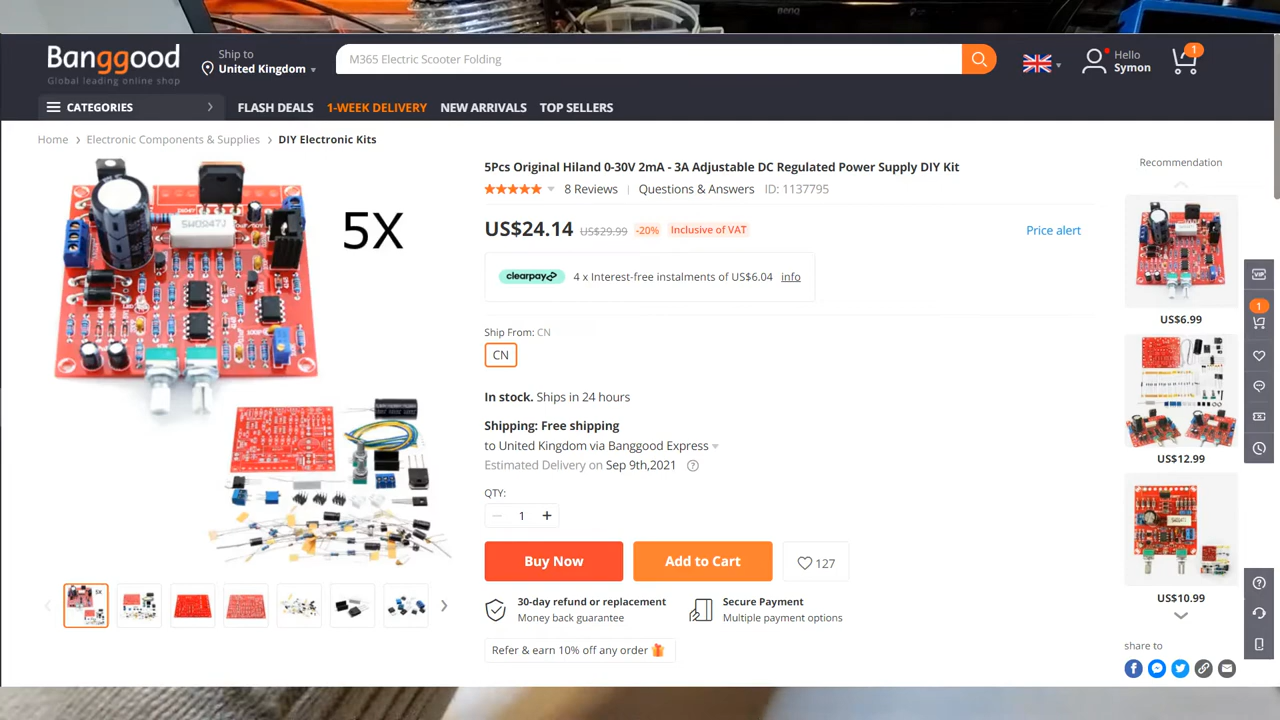 Banggood
Global leading online shop
Ship to
United Kingdom
M365 Electric Scooter Folding
Hello
Symon
1
CATEGORIES
FLASH DEALS
1-WEEK DELIVERY
NEW ARRIVALS
TOP SELLERS
Home > Electronic Components & Supplies > DIY Electronic Kits
5X
5Pcs Original Hiland 0-30V 2mA - 3A Adjustable DC Regulated Power Supply DIY Kit
8 Reviews | Questions & Answers ID: 1137795
US$24.14 US$29.99 -20% Inclusive of VAT
Price alert
clearpay 4 x Interest-free instalments of US$6.04 info
Ship From: CN
CN
In stock. Ships in 24 hours
Shipping: Free shipping
to United Kingdom via Banggood Express
Estimated Delivery on Sep 9th,2021
QTY:
1
Buy Now
Add to Cart
127
30-day refund or replacement
Money back guarantee
Secure Payment
Multiple payment options
Refer & earn 10% off any order
Recommendation
US$6.99
US$12.99
US$10.99
share to
VIP
1